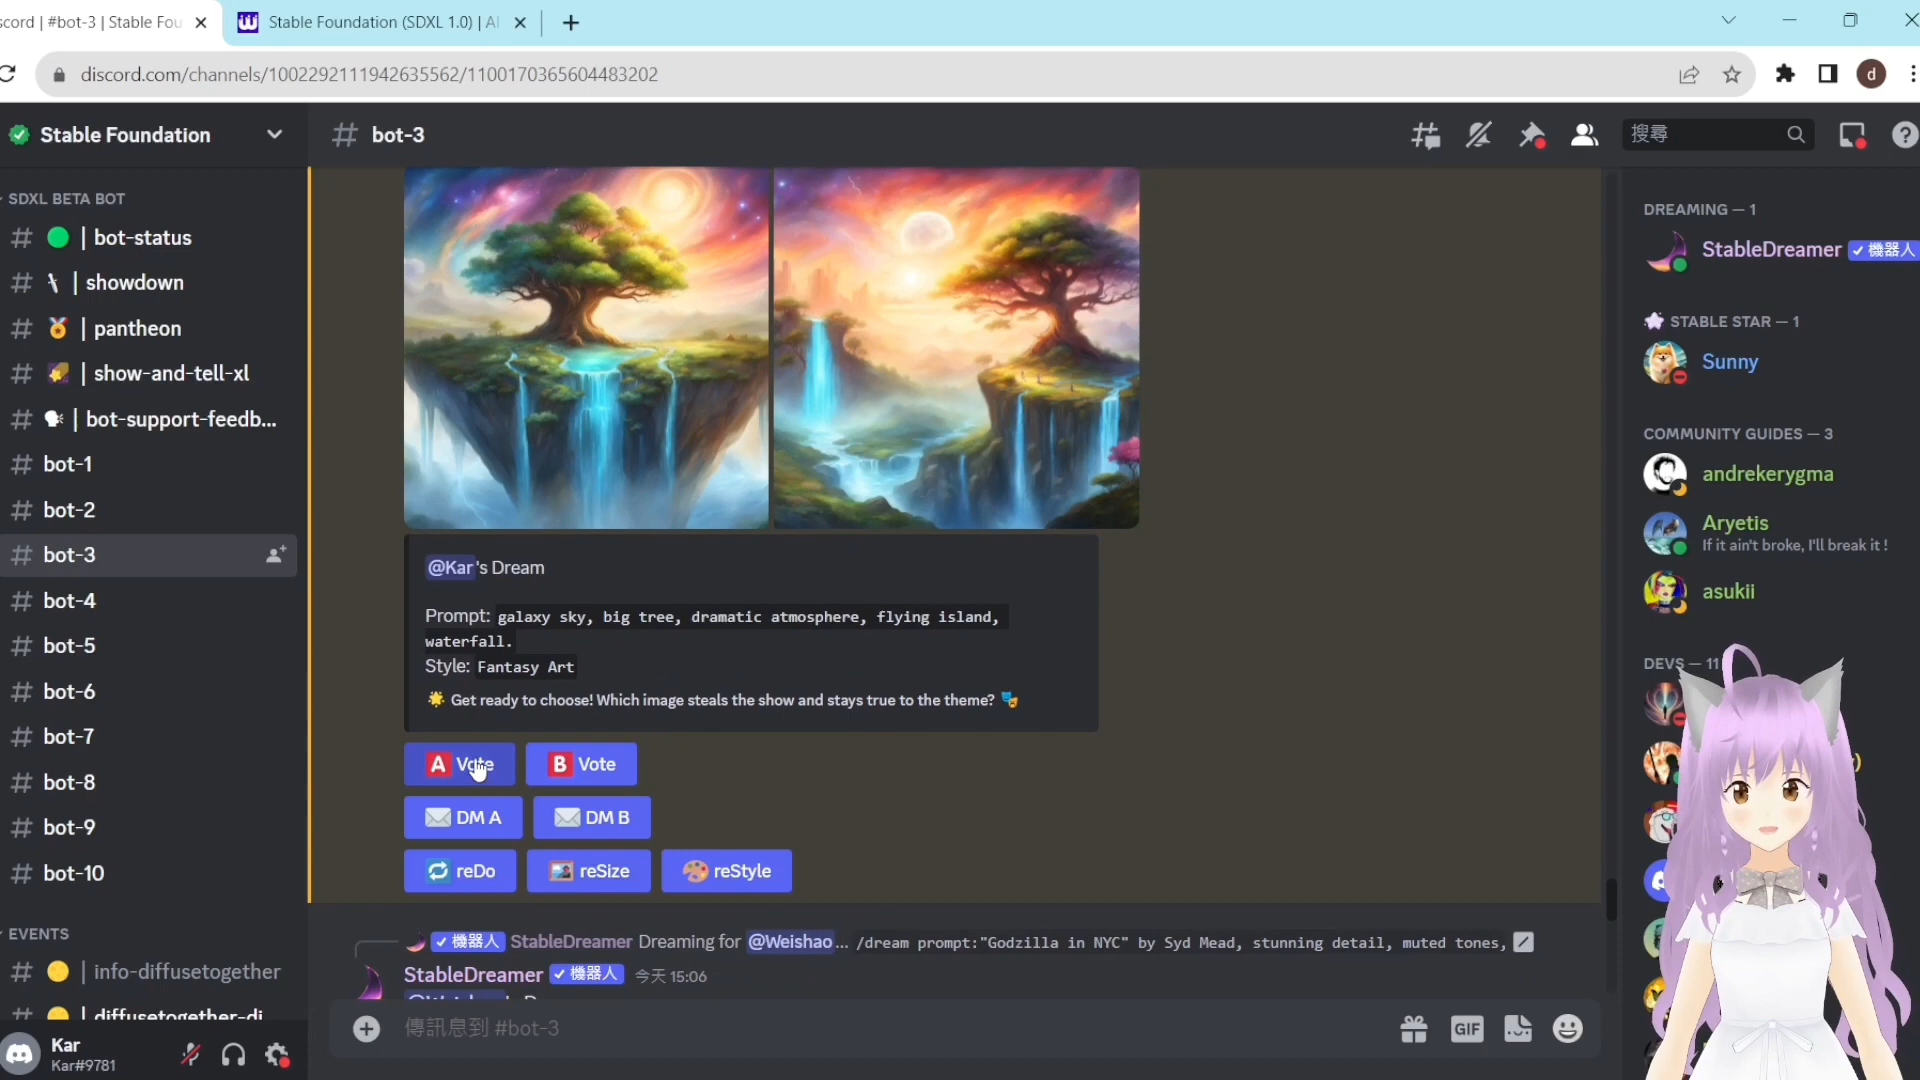 scord | #bot-3 | Stable Fou
Stable Foundation (SDXL 1.0) | AI
discord.com/channels/1002292111942635562/1100170365604483202
d
Stable Foundation
bot-3
搜尋
SDXL BETA BOT
| bot-status
| showdown
| pantheon
| show-and-tell-xl
| bot-support-feedb...
bot-1
bot-2
bot-3
bot-4
bot-5
bot-6
bot-7
bot-8
bot-9
bot-10
EVENTS
| info-diffusetogether
| diffusetogether-di
Kar
Kar#9781
@Kar's Dream
Prompt: galaxy sky, big tree, dramatic atmosphere, flying island,
waterfall.
Style: Fantasy Art
Get ready to choose! Which image steals the show and stays true to the theme?
A Vote B Vote
DM A DM B
reDo reSize reStyle
機器人 StableDreamer Dreaming for @Weishao... /dream prompt:"Godzilla in NYC" by Syd Mead, stunning detail, muted tones,
StableDreamer 機器人 今天 15:06
傳訊息到 #bot-3
GIF
DREAMING — 1
StableDreamer 機器人
STABLE STAR — 1
Sunny
COMMUNITY GUIDES — 3
andrekerygma
Aryetis
If it ain't broke, I'll break it !
asukii
DEVS — 11